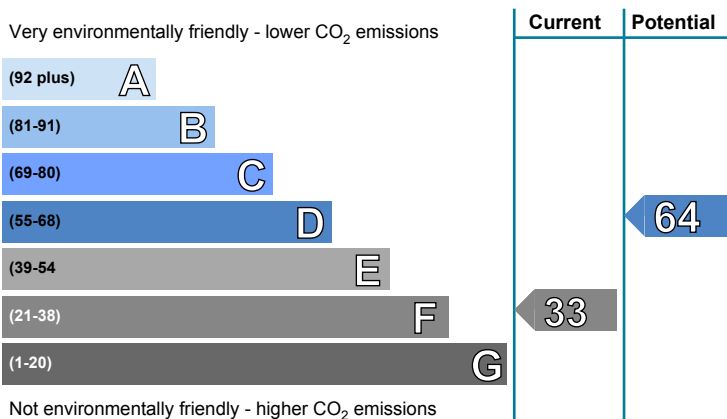 Current Potential
Very environmentally friendly - lower CO2 emissions
(92 plus) A
(81-91) B
(69-80) C
(55-68) D
64
(39-54 E
(21-38) F
33
(1-20) G
Not environmentally friendly - higher CO2 emissions